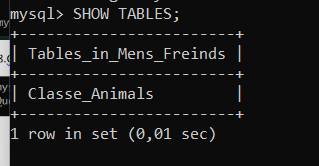 mysql> SHOW TABLES;
+------------------------+
| Tables_in_Mens_Freinds |
+------------------------+
| Classe_Animals         |
+------------------------+
1 row in set (0,01 sec)